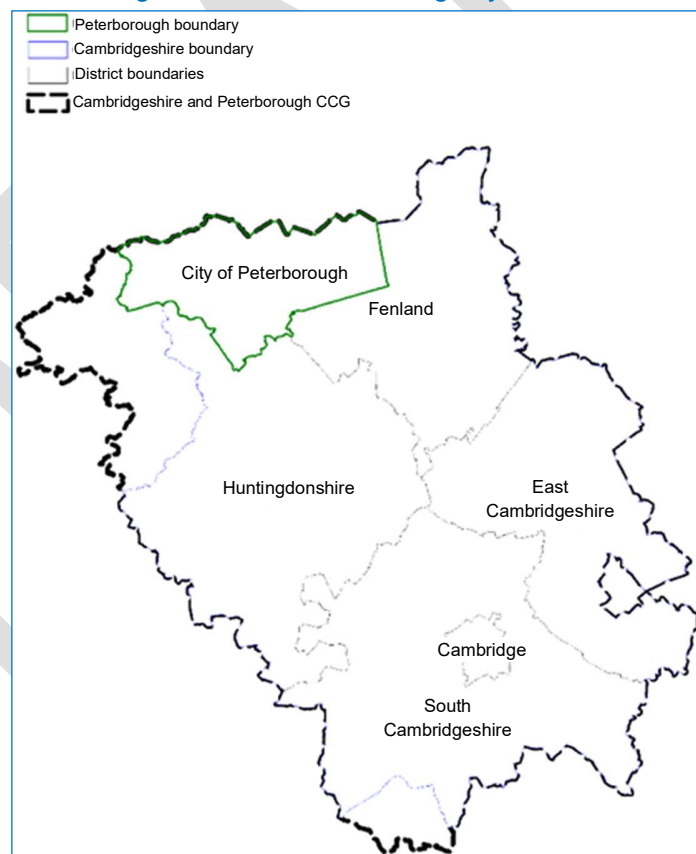 Peterborough boundary
Cambridgeshire boundary
District boundaries
Cambridgeshire and Peterborough CCG
City of Peterborough
Fenland
Huntingdonshire
East
Cambridgeshire
Cambridge
South
Cambridgeshire